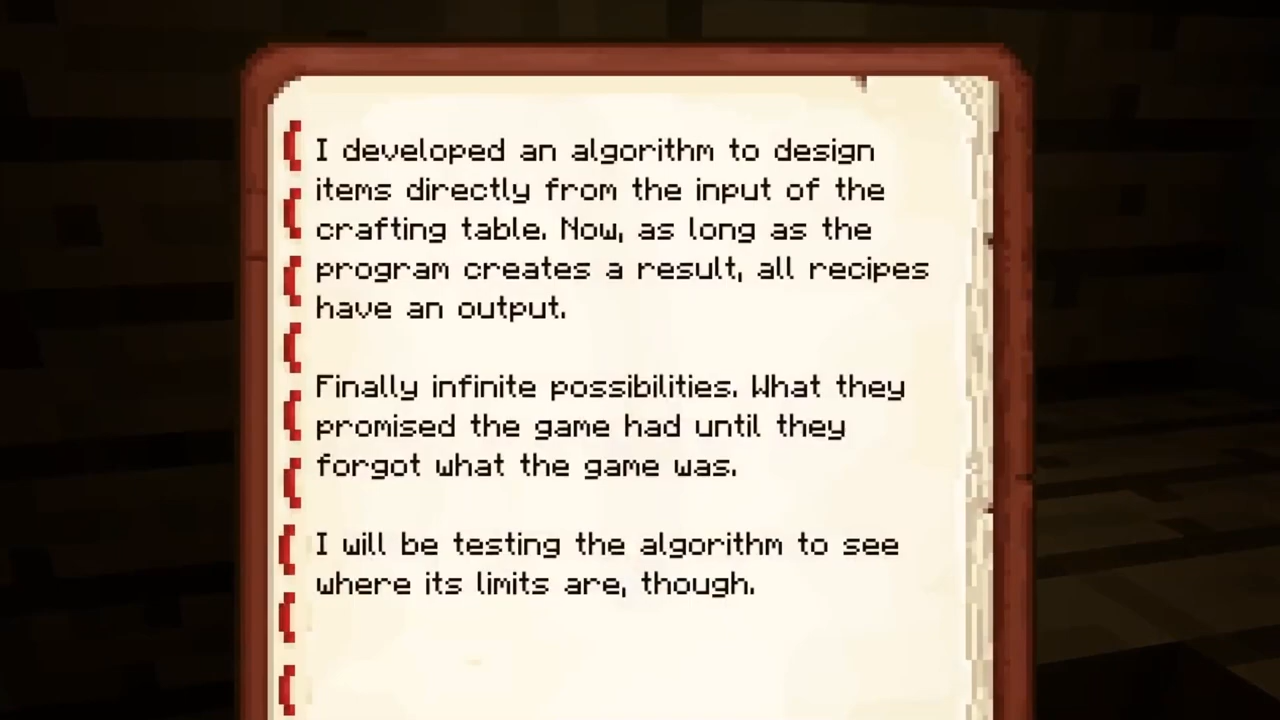 I developed an algorithm to design
items directly from the input of the
crafting table. Now, as long as the
program creates a result, all recipes
have an output.
Finally infinite possibilities. What they
promised the game had until they
forgot what the game was.
I will be testing the algorithm to see
where its limits are, though.